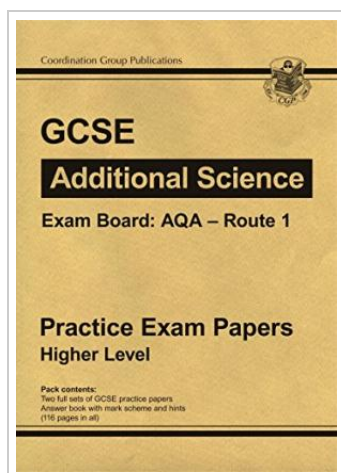 Coordination Group Publications
CGP
GCSE
Additional Science
Exam Board: AQA – Route 1
Practice Exam Papers
Higher Level
Pack contents:
Two full sets of GCSE practice papers
Answer book with mark scheme and hints
(116 pages in all)